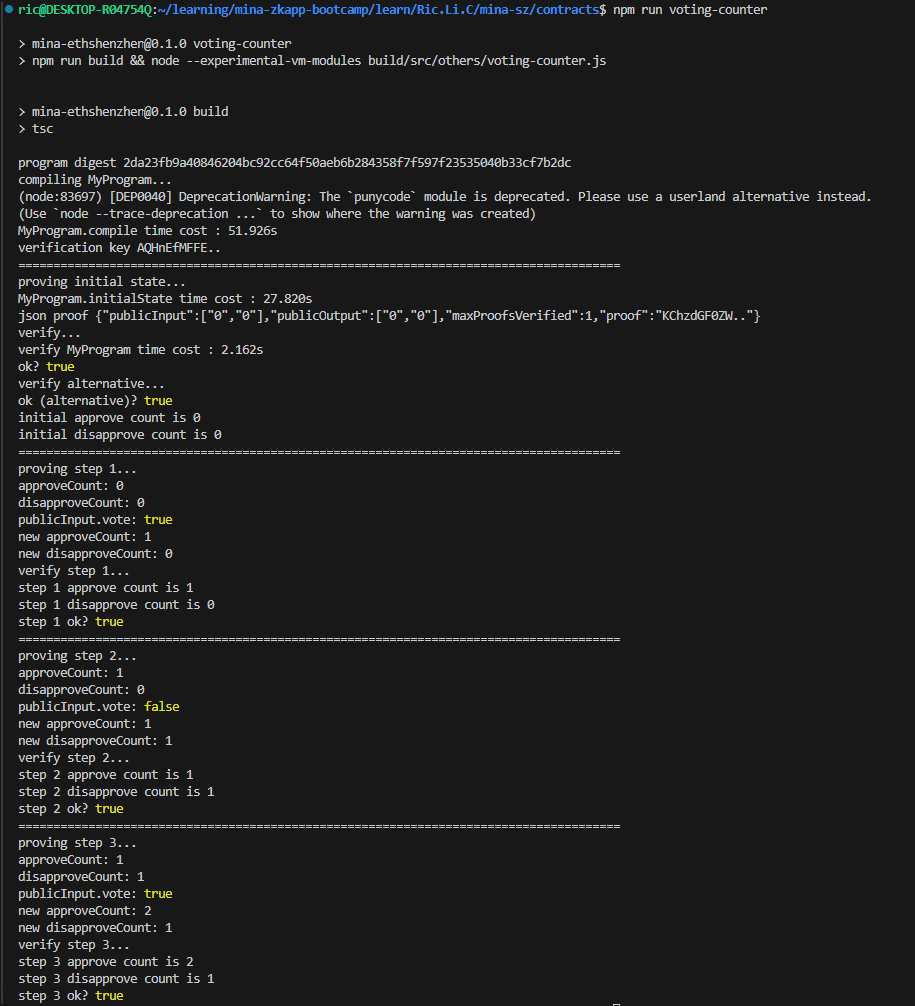 ric@DESKTOP-R04754Q:~/learning/mina-zkapp-bootcamp/learn/Ric.Li.C/mina-sz/contracts$ npm run voting-counter
> mina-ethshenzhen@0.1.0 voting-counter
> npm run build && node --experimental-vm-modules build/src/others/voting-counter.js
> mina-ethshenzhen@0.1.0 build
> tsc
program digest 2da23fb9a40846204bc92cc64f50aeb6b284358f7f597f23535040b33cf7b2dc
compiling MyProgram...
(node:83697) [DEP0040] DeprecationWarning: The `punycode` module is deprecated. Please use a userland alternative instead.
(Use `node --trace-deprecation ...` to show where the warning was created)
MyProgram.compile time cost : 51.926s
verification key AQHnEfMFFE..
======================================================================================
proving initial state...
MyProgram.initialState time cost : 27.820s
json proof {"publicInput":["0","0"],"publicOutput":["0","0"],"maxProofsVerified":1,"proof":"KChzdGF0ZW.."}
verify...
verify MyProgram time cost : 2.162s
ok? true
verify alternative...
ok (alternative)? true
initial approve count is 0
initial disapprove count is 0
======================================================================================
proving step 1...
approveCount: 0
disapproveCount: 0
publicInput.vote: true
new approveCount: 1
new disapproveCount: 0
verify step 1...
step 1 approve count is 1
step 1 disapprove count is 0
step 1 ok? true
======================================================================================
proving step 2...
approveCount: 1
disapproveCount: 0
publicInput.vote: false
new approveCount: 1
new disapproveCount: 1
verify step 2...
step 2 approve count is 1
step 2 disapprove count is 1
step 2 ok? true
======================================================================================
proving step 3...
approveCount: 1
disapproveCount: 1
publicInput.vote: true
new approveCount: 2
new disapproveCount: 1
verify step 3...
step 3 approve count is 2
step 3 disapprove count is 1
step 3 ok? true